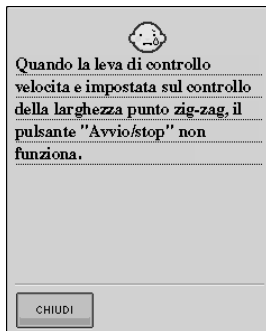 Quando la leva di controllo
velocita e impostata sul controllo
della larghezza punto zig-zag, il
pulsante "Avvio/stop" non
funziona.
CHIUDI